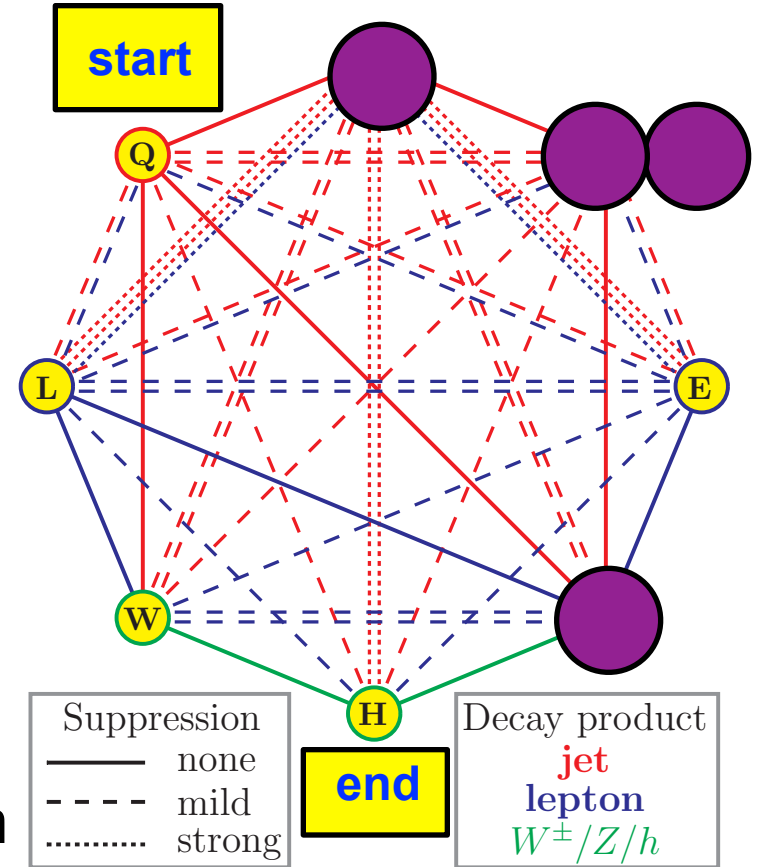 start
Q
L
E
W
H
end
Suppression
none
mild
strong
Decay product
jet
lepton
W±/Z/h